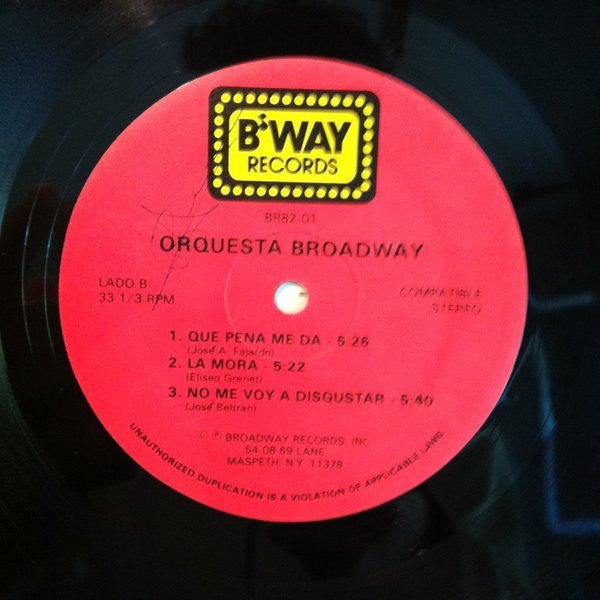 B'WAY
RECORDS
BR82-01
ORQUESTA BROADWAY
LADO B
33 1/3 RPM
COMPATIBLE
STEREO
1. QUE PENA ME DA - 5:26
(José A. Fajardo)
2. LA MORA - 5:22
(Eliseo Grenet)
3. NO ME VOY A DISGUSTAR - 5:40
(José Beltran)
© ℗ BROADWAY RECORDS, INC.
54 08 69 LANE
MASPETH, N.Y. 11378
UNAUTHORIZED DUPLICATION IS A VIOLATION OF APPLICABLE LAWS.